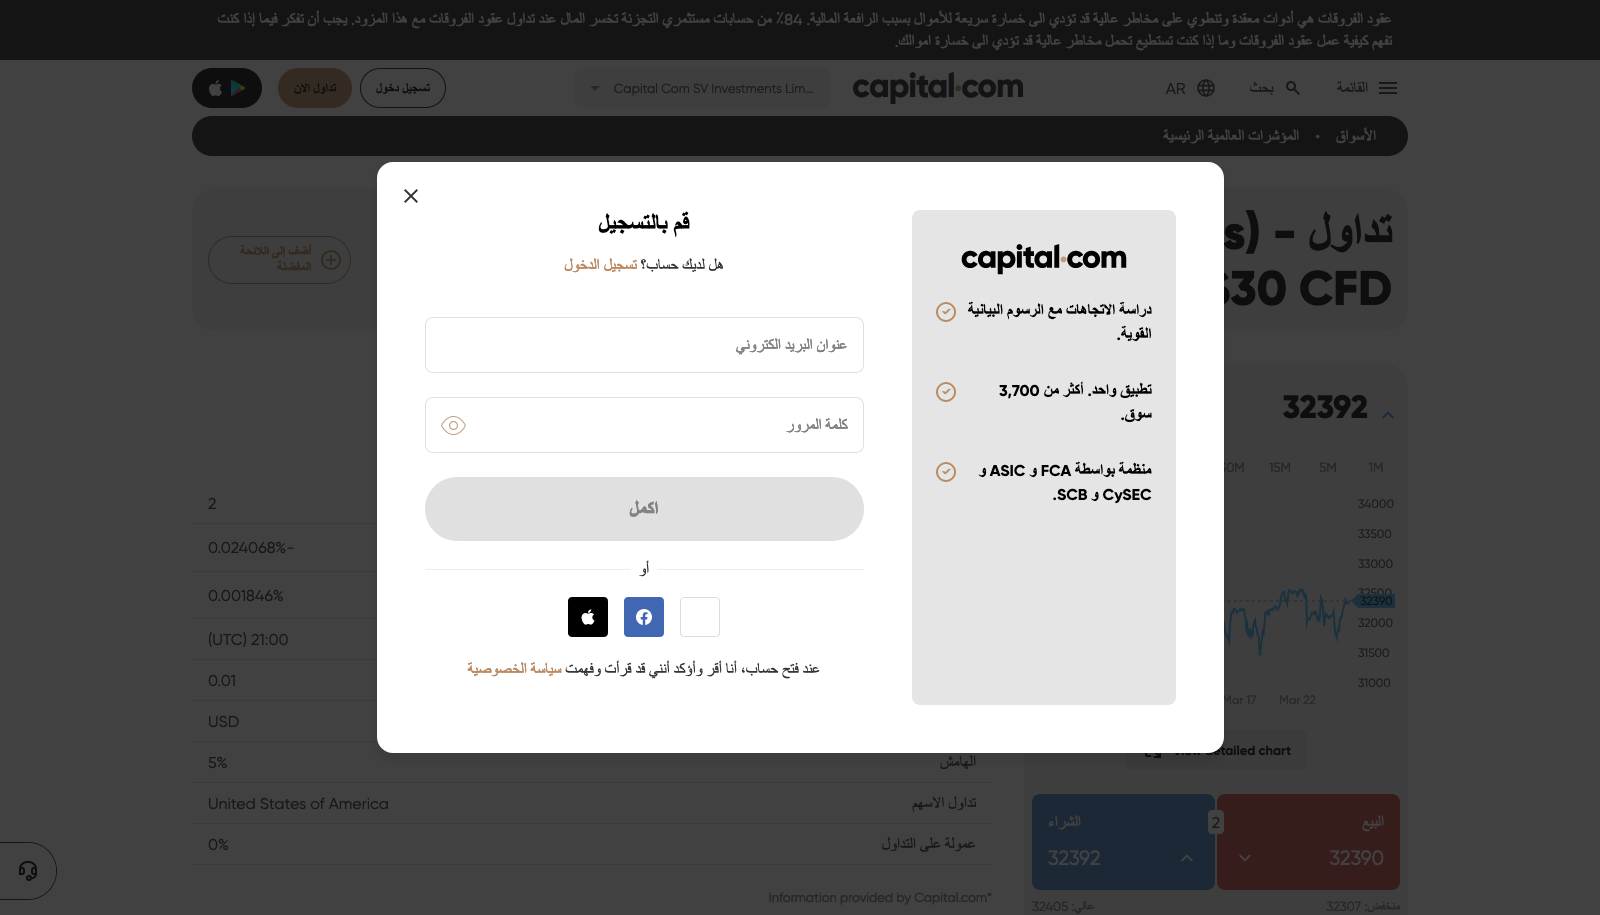 عقود الفروقات هي أدوات معقدة وتنطوي على مخاطر عالية قد تؤدي الى خسارة سريعة للأموال بسبب الرافعة المالية. 84٪ من حسابات مستثمري التجزئة تخسر المال عند تداول عقود الفروقات مع هذا المزود. يجب أن تفكر فيما إذا كنت
تفهم كيفية عمل عقود الفروقات وما إذا كنت تستطيع تحمل مخاطر عالية قد تؤدي الى خسارة اموالك.
القائمة
بحث
AR
capital.com
Capital Com SV Investments Lim...
تسجيل دخول
تداول الآن
الأسواق • المؤشرات العالمية الرئيسية
تداول -
30 CFD
أضف إلى اللائحة
المفضلة
قم بالتسجيل
هل لديك حساب؟ تسجيل الدخول
عنوان البريد الكتروني
كلمة المرور
اكمل
أو
عند فتح حساب، أنا أقر وأؤكد أنني قد قرأت وفهمت سياسة الخصوصية
capital.com
دراسة الاتجاهات مع الرسوم البيانية
القوية.
تطبيق واحد. أكثر من 3,700
سوق.
منظمة بواسطة FCA و ASIC و
CySEC و SCB.
32392
1M
5M
15M
34000
33500
33000
32500
32390
32000
31500
31000
Mar 17
Mar 22
detailed chart
2
0.024068%-
0.001846%
(UTC) 21:00
0.01
USD
الهامش
5%
تداول الاسهم
United States of America
عمولة على التداول
0%
Information provided by Capital.com*
البيع
32390
2
الشراء
32392
منخفض: 32307
عالي: 32405